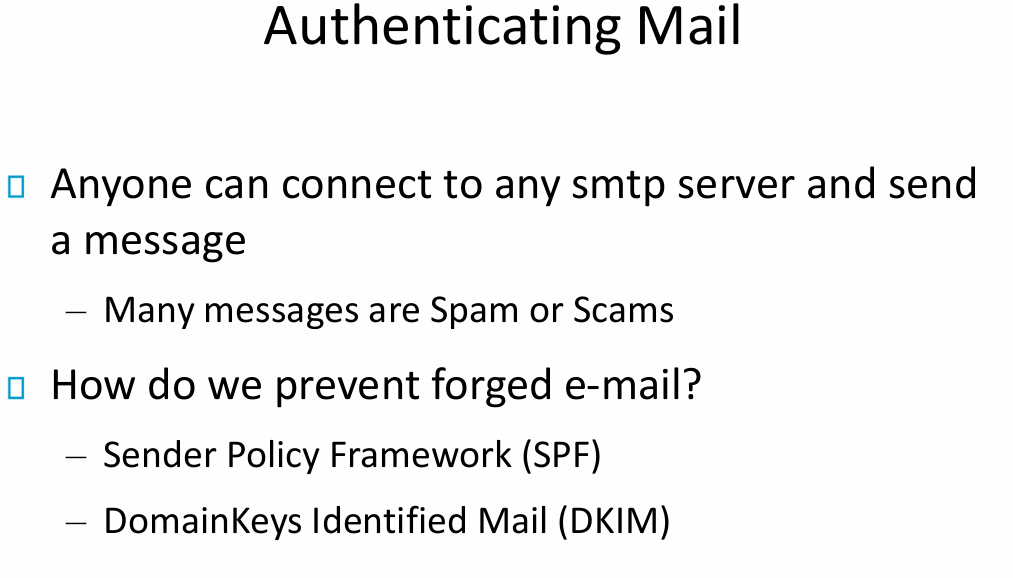 Authenticating Mail
Anyone can connect to any smtp server and send
a message
– Many messages are Spam or Scams
How do we prevent forged e-mail?
– Sender Policy Framework (SPF)
– DomainKeys Identified Mail (DKIM)